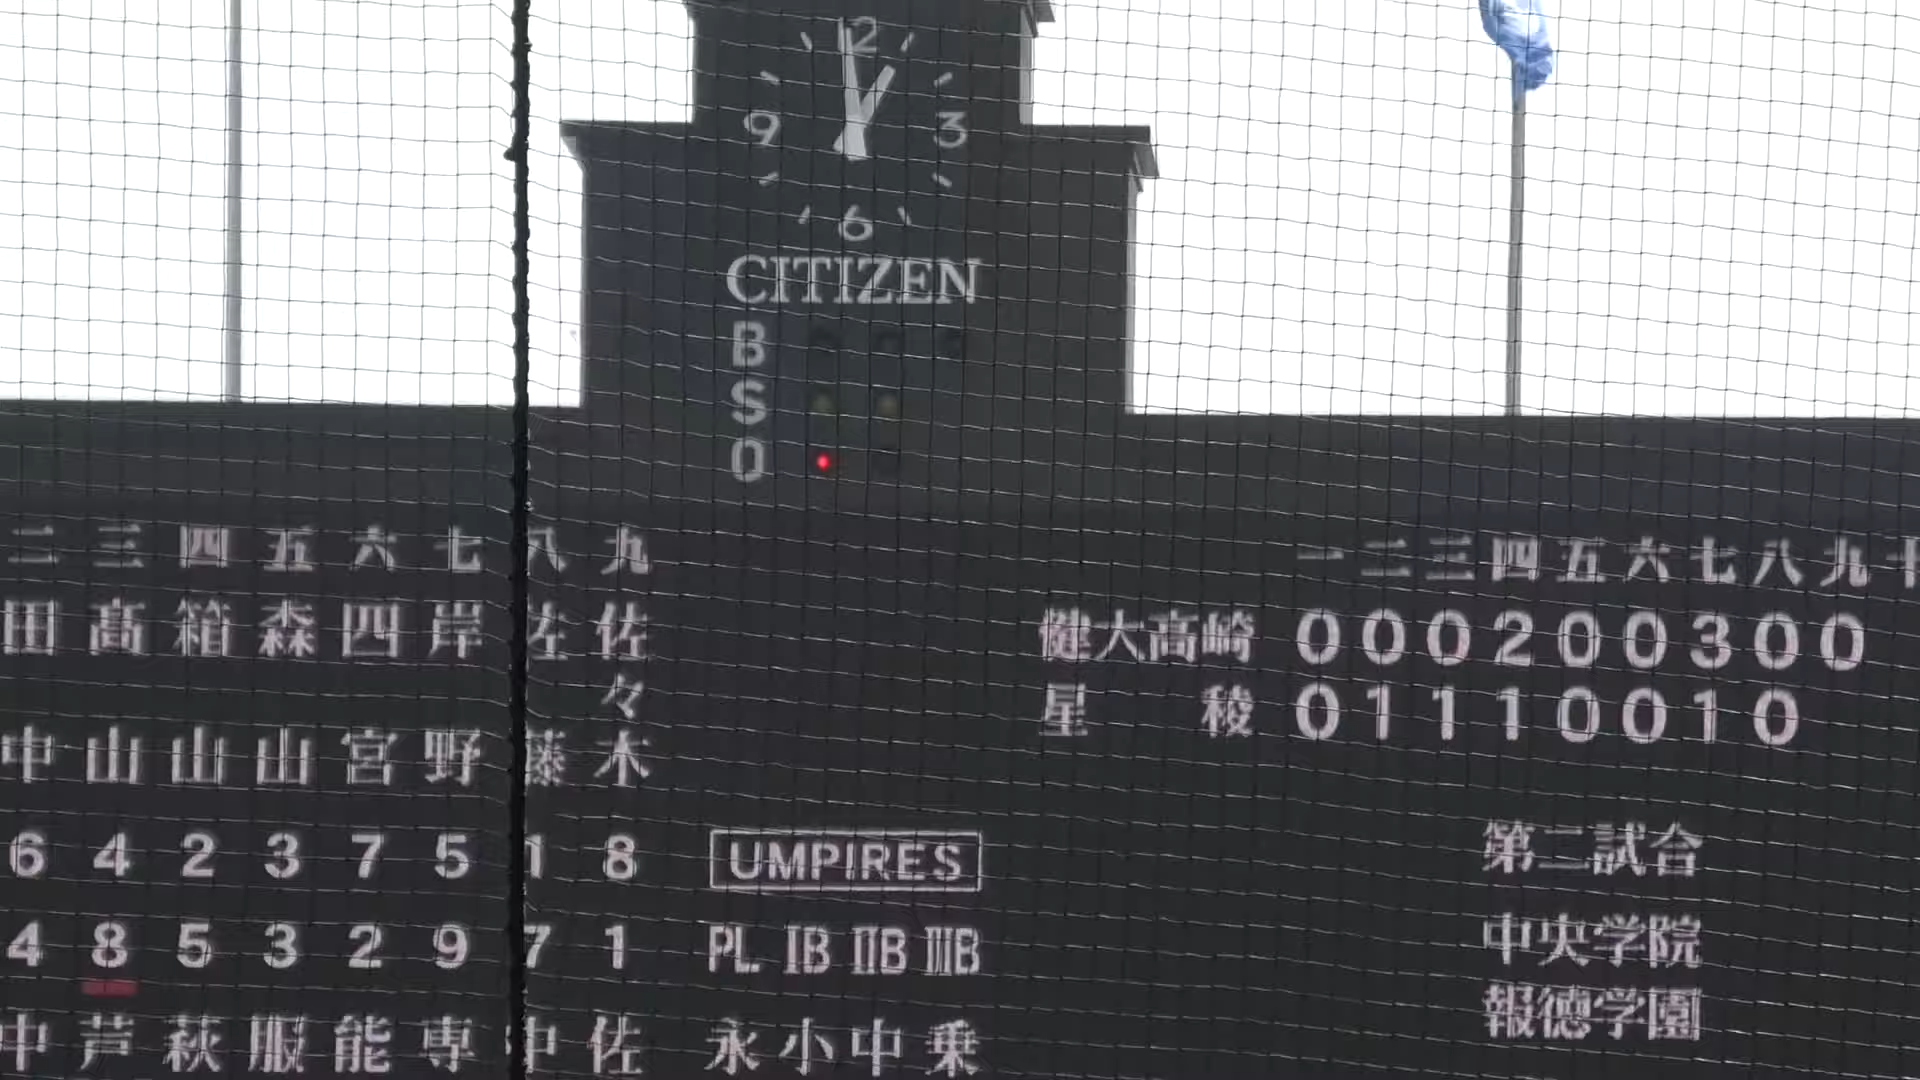 12
9 3
6
CITIZEN
B
S
O
二 三 四 五 六 七 八 九
田 髙 箱 森 四 岸 佐 佐
々
中 山 山 山 宮 野 藤 木
6 4 2 3 7 5 1 8
4 8 5 3 2 9 7 1
中 芦 萩 服 能 専 中 佐
UMPIRES
PL IB IIB IIIB
永 小 中 乗
一 二 三 四 五 六 七 八 九 十
健大高崎 0 0 0 2 0 0 3 0 0
星稜 0 1 1 1 0 0 1 0
第二試合
中央学院
報徳学園